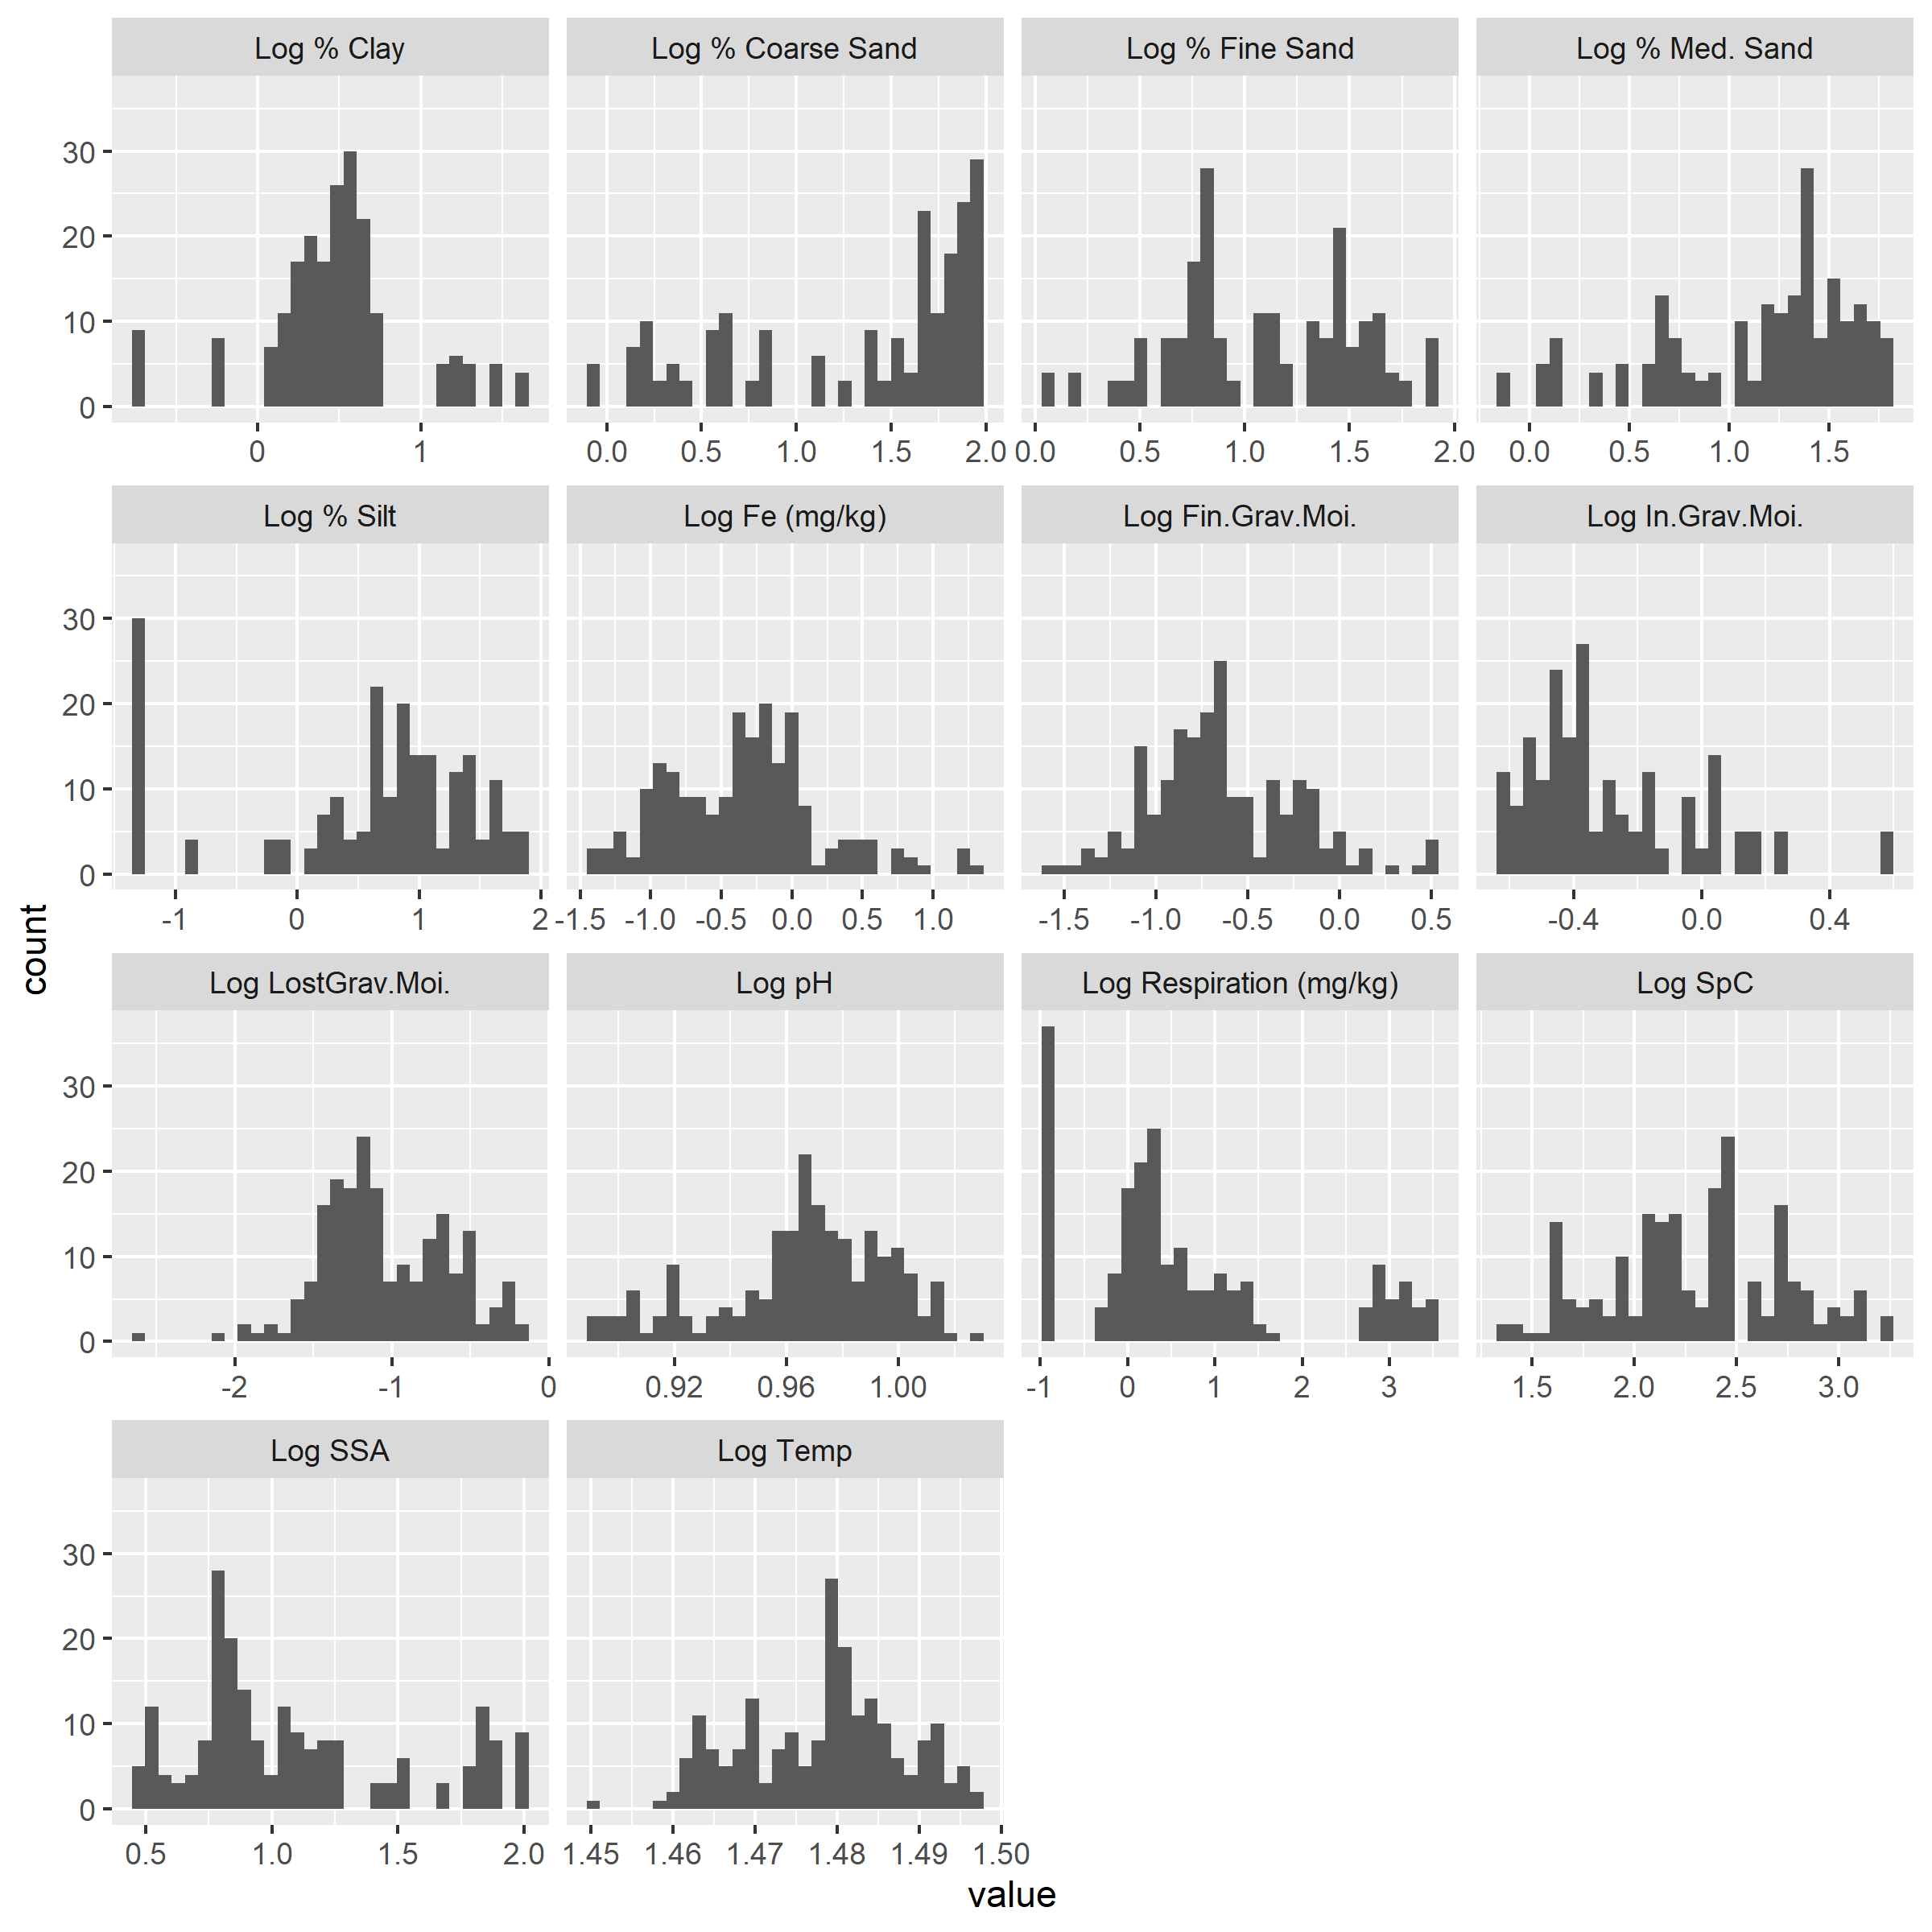 Log % Clay Log % Coarse Sand Log % Fine Sand Log % Med. Sand
30
20
10
0
0 1 0.0 0.5 1.0 1.5 2.0 0.0 0.5 1.0 1.5 2.0 0.0 0.5 1.0 1.5
Log % Silt Log Fe (mg/kg) Log Fin.Grav.Moi. Log In.Grav.Moi.
30
20
10
0
-1 0 1 2 -1.5 -1.0 -0.5 0.0 0.5 1.0 -1.5 -1.0 -0.5 0.0 0.5 -0.4 0.0 0.4
count
Log LostGrav.Moi. Log pH Log Respiration (mg/kg) Log SpC
30
20
10
0
-2 -1 0 0.92 0.96 1.00 -1 0 1 2 3 1.5 2.0 2.5 3.0
Log SSA Log Temp
30
20
10
0
0.5 1.0 1.5 2.0 1.45 1.46 1.47 1.48 1.49 1.50
value